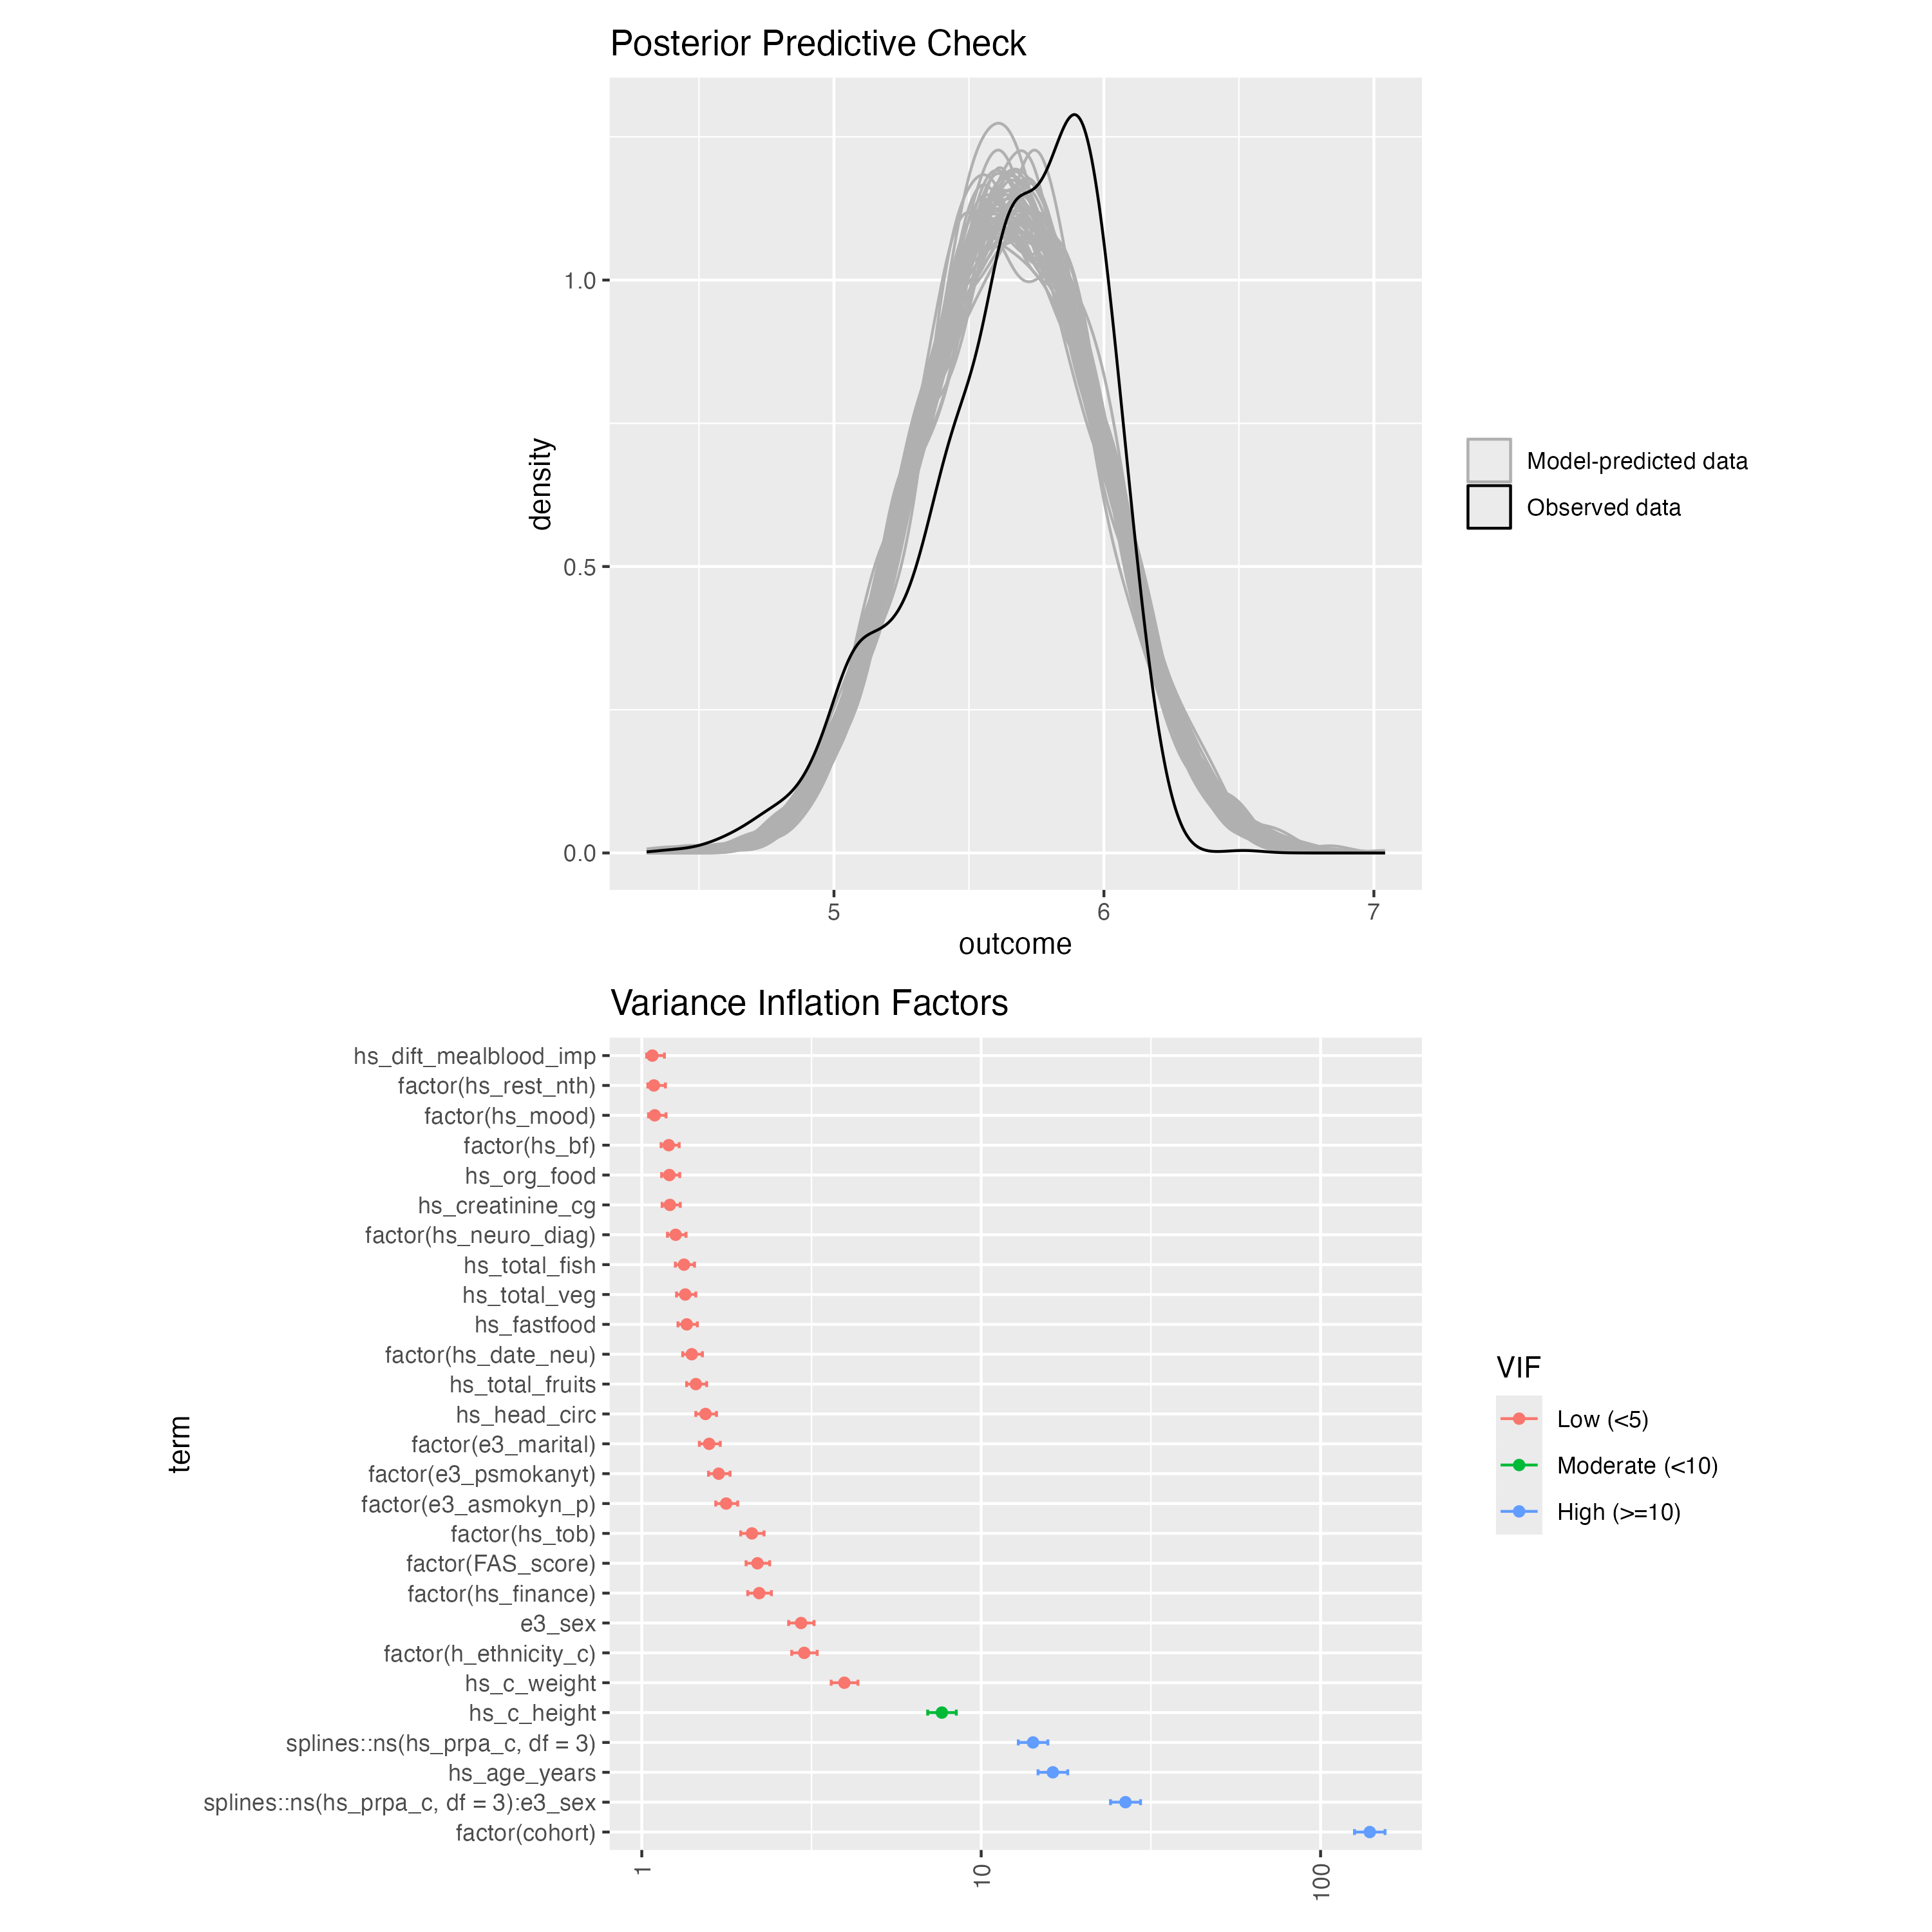 Posterior Predictive Check
density
1.0
0.5
0.0
5
6
7
outcome
Model-predicted data
Observed data
Variance Inflation Factors
term
hs_dift_mealblood_imp
factor(hs_rest_nth)
factor(hs_mood)
factor(hs_bf)
hs_org_food
hs_creatinine_cg
factor(hs_neuro_diag)
hs_total_fish
hs_total_veg
hs_fastfood
factor(hs_date_neu)
hs_total_fruits
hs_head_circ
factor(e3_marital)
factor(e3_psmokanyt)
factor(e3_asmokyn_p)
factor(hs_tob)
factor(FAS_score)
factor(hs_finance)
e3_sex
factor(h_ethnicity_c)
hs_c_weight
hs_c_height
splines::ns(hs_prpa_c, df = 3)
hs_age_years
splines::ns(hs_prpa_c, df = 3):e3_sex
factor(cohort)
1
10
100
VIF
Low (<5)
Moderate (<10)
High (>=10)